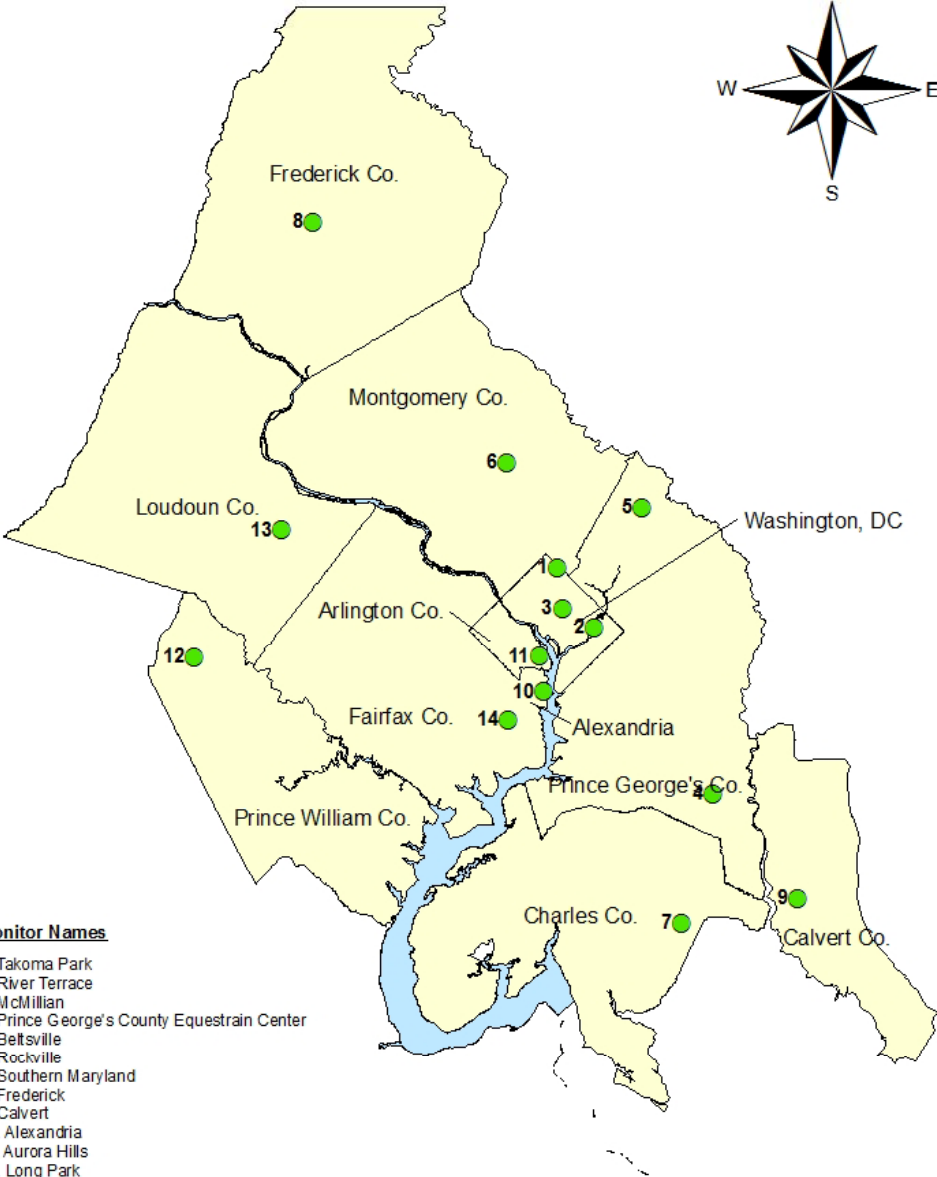 W E
S
Frederick Co.
8
Montgomery Co.
6
Loudoun Co.
13
5
Washington, DC
1
3
Arlington Co.
2
11
12
10
14
Fairfax Co.
Alexandria
Prince George's Co.
4
Prince William Co.
9
Charles Co.
7
Calvert Co.
onitor Names
Takoma Park
River Terrace
McMillian
Prince George's County Equestrain Center
Beltsville
Rockville
Southern Maryland
Frederick
Calvert
Alexandria
Aurora Hills
Long Park